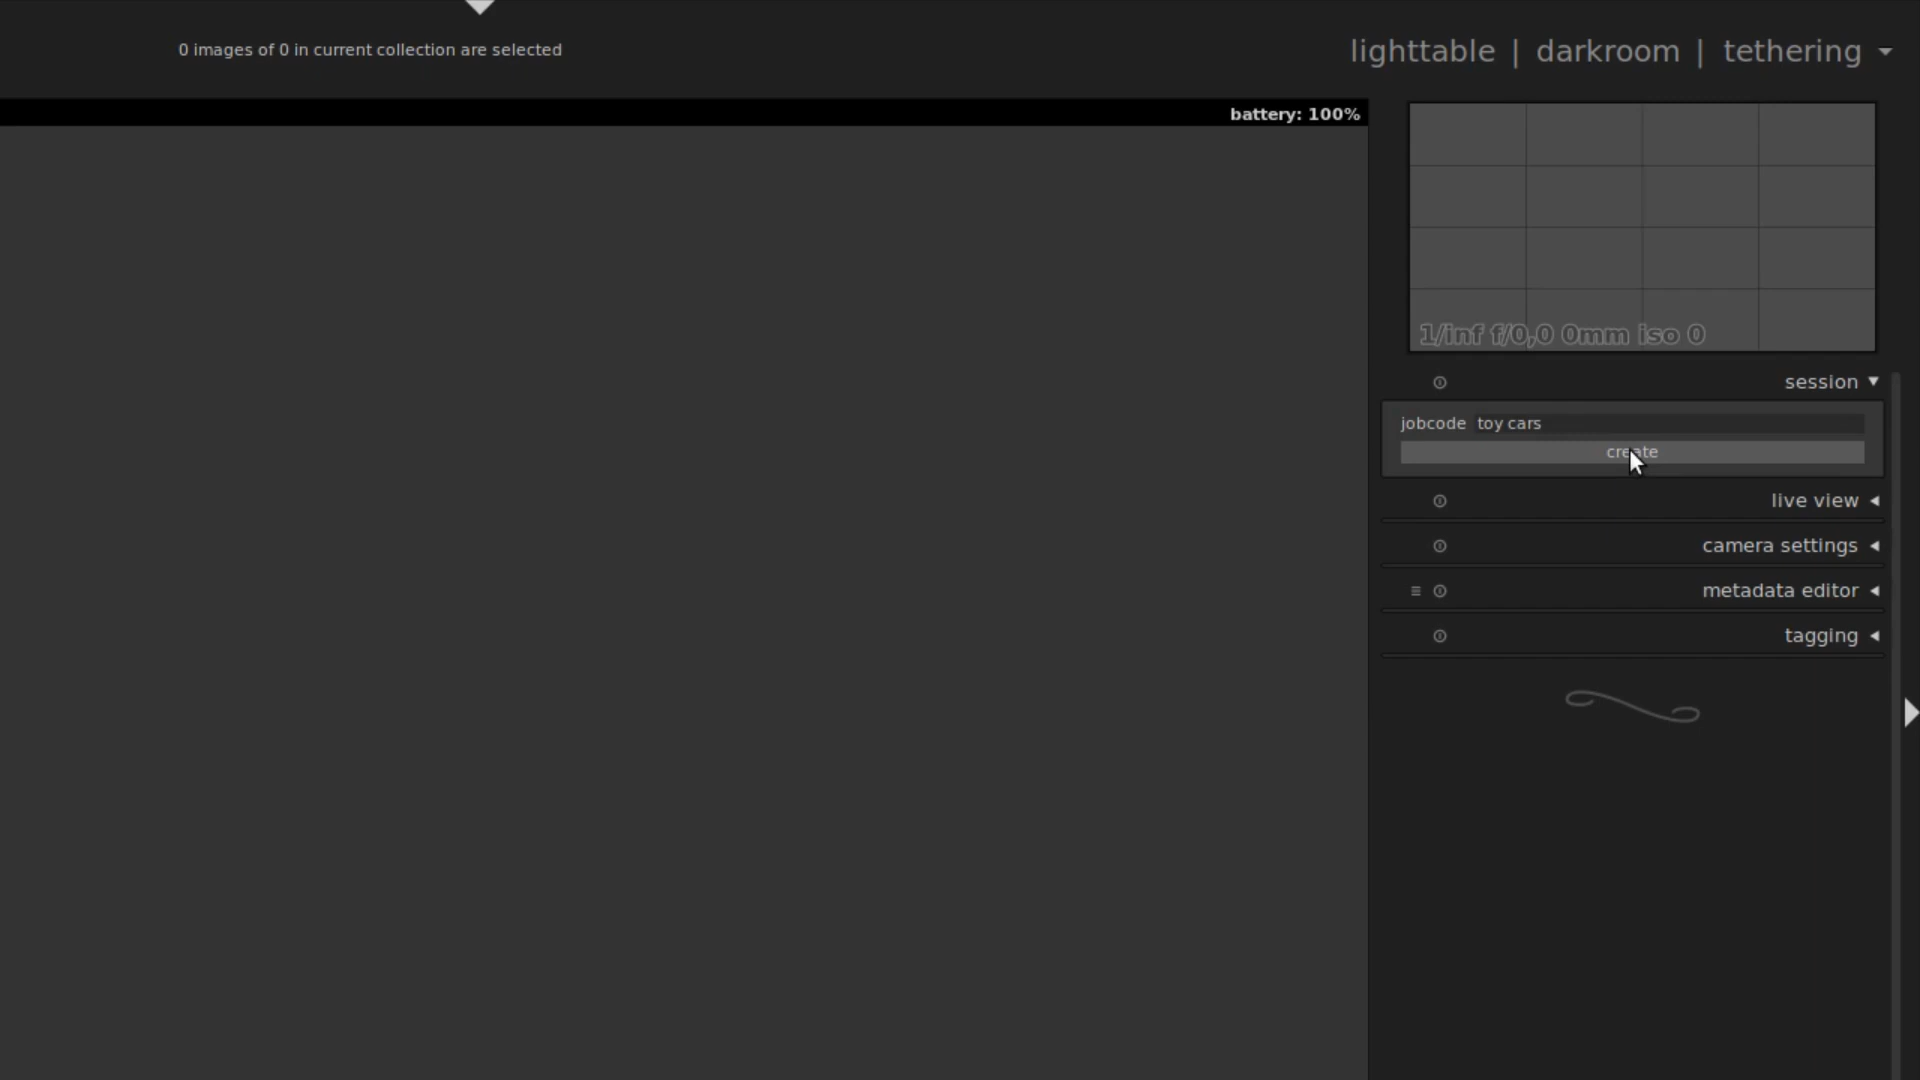 0 images of 0 in current collection are selected
lighttable | darkroom | tethering
battery: 100%
1/inf f/0,0 0mm iso 0
session
jobcode toy cars
create
live view
camera settings
metadata editor
tagging